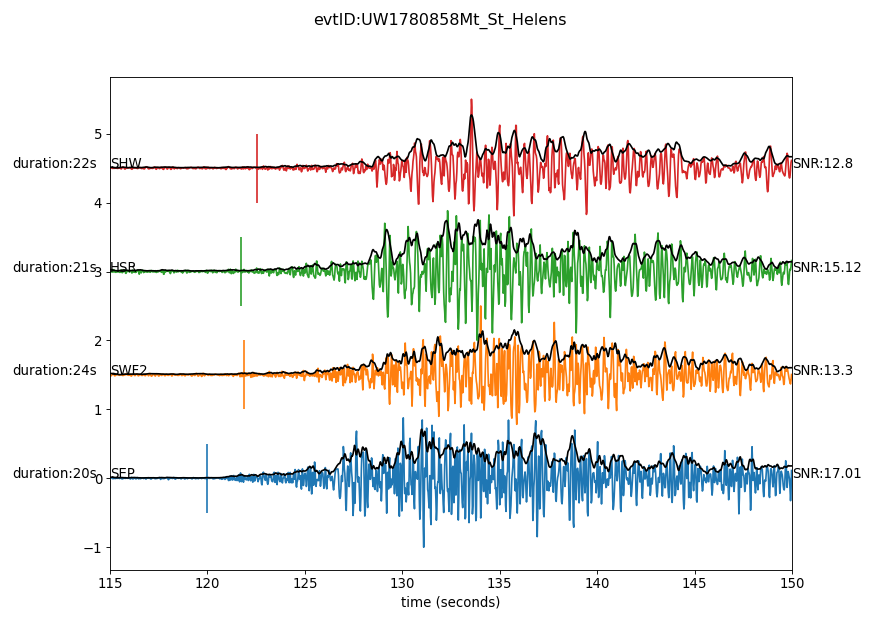 evtID:UW1780858Mt_St_Helens
5
duration:22s SHW SNR:12.8
4
duration:21s HSR SNR:15.12
3
2
duration:24s SWF2 SNR:13.3
1
duration:20s SEP SNR:17.01
0
−1
115 120 125 130 135 140 145 150
time (seconds)